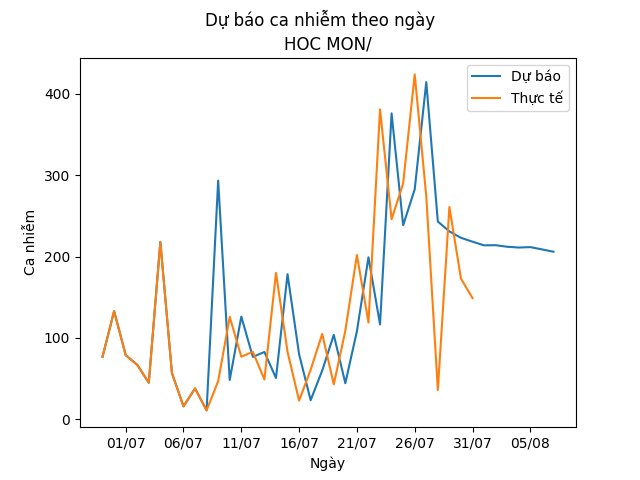 Dự báo ca nhiễm theo ngày
HOC MON/
Dự báo
Thực tế
Ca nhiễm
400
300
200
100
0
01/07 06/07 11/07 16/07 21/07 26/07 31/07 05/08
Ngày